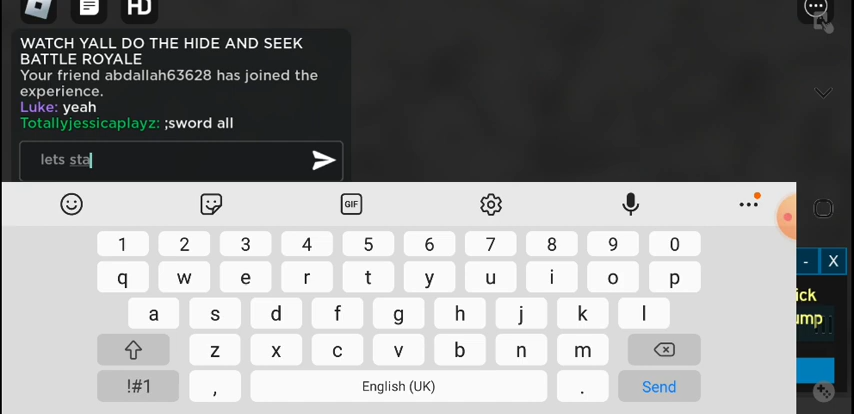 HD
WATCH YALL DO THE HIDE AND SEEK
BATTLE ROYALE
Your friend abdallah63628 has joined the
experience.
Luke: yeah
Totallyjessicaplayz: ;sword all
lets sta
GIF
1 2 3 4 5 6 7 8 9 0
q w e r t y u i o p
- X
a s d f g h j k l
z x c v b n m
!#1 , English (UK) . Send